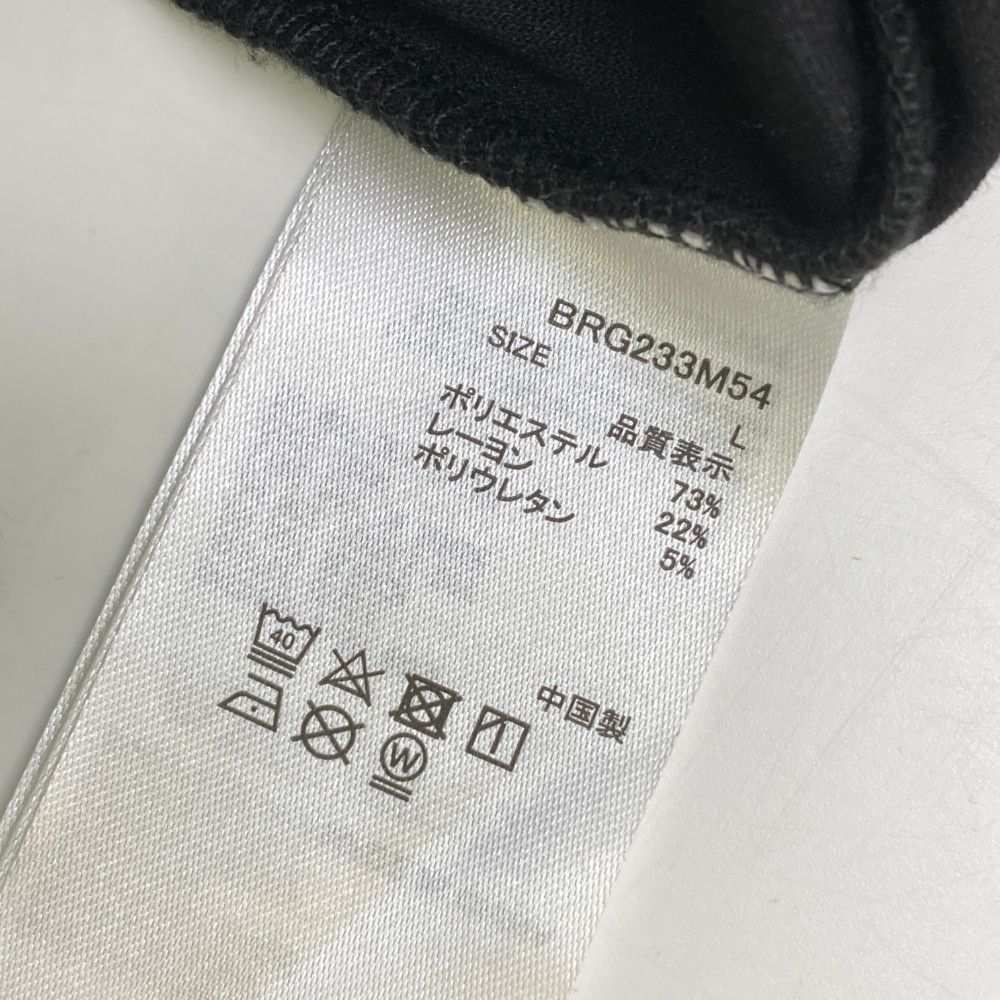 BRG233M54
SIZE L
品質表示
ポリエステル 73%
レーヨン 22%
ポリウレタン 5%
40
W
中国製